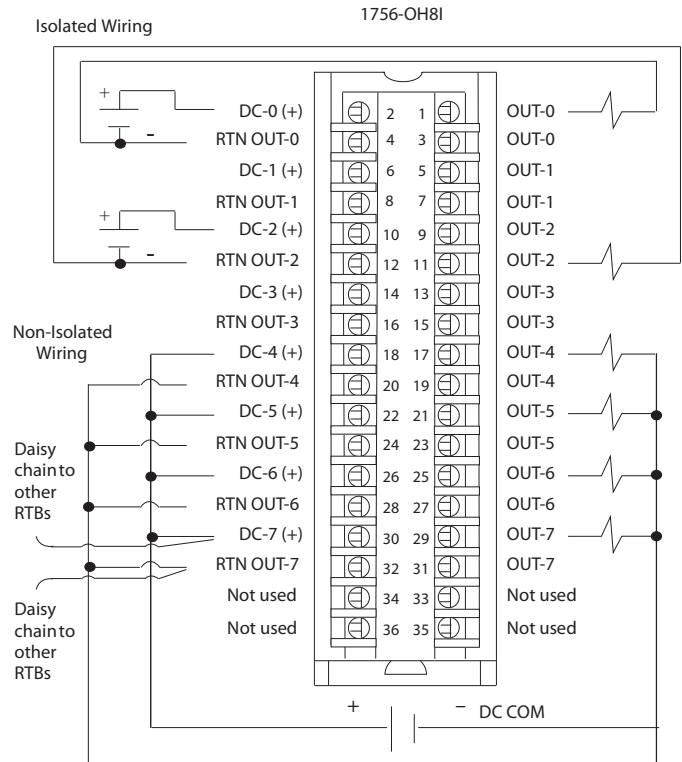 1756-OH8I
Isolated Wiring
+
DC-0 (+) 2 1 OUT-0
-
RTN OUT-0 4 3 OUT-0
DC-1 (+) 6 5 OUT-1
RTN OUT-1 8 7 OUT-1
+
DC-2 (+) 10 9 OUT-2
-
RTN OUT-2 12 11 OUT-2
DC-3 (+) 14 13 OUT-3
RTN OUT-3 16 15 OUT-3
Non-Isolated
Wiring
DC-4 (+) 18 17 OUT-4
RTN OUT-4 20 19 OUT-4
DC-5 (+) 22 21 OUT-5
RTN OUT-5 24 23 OUT-5
DC-6 (+) 26 25 OUT-6
RTN OUT-6 28 27 OUT-6
DC-7 (+) 30 29 OUT-7
RTN OUT-7 32 31 OUT-7
Not used 34 33 Not used
Not used 36 35 Not used
Daisy
chain to
other
RTBs
Daisy
chain to
other
RTBs
+ – DC COM